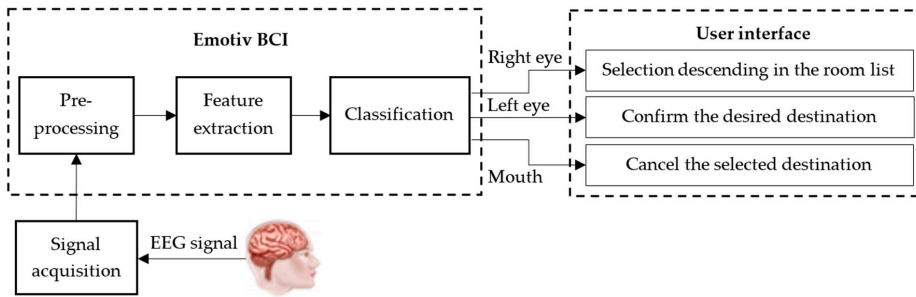 Emotiv BCI
User interface
Right eye
Selection descending in the room list
Pre-
processing
Feature
extraction
Classification
Left eye
Confirm the desired destination
Mouth
Cancel the selected destination
Signal
acquisition
EEG signal